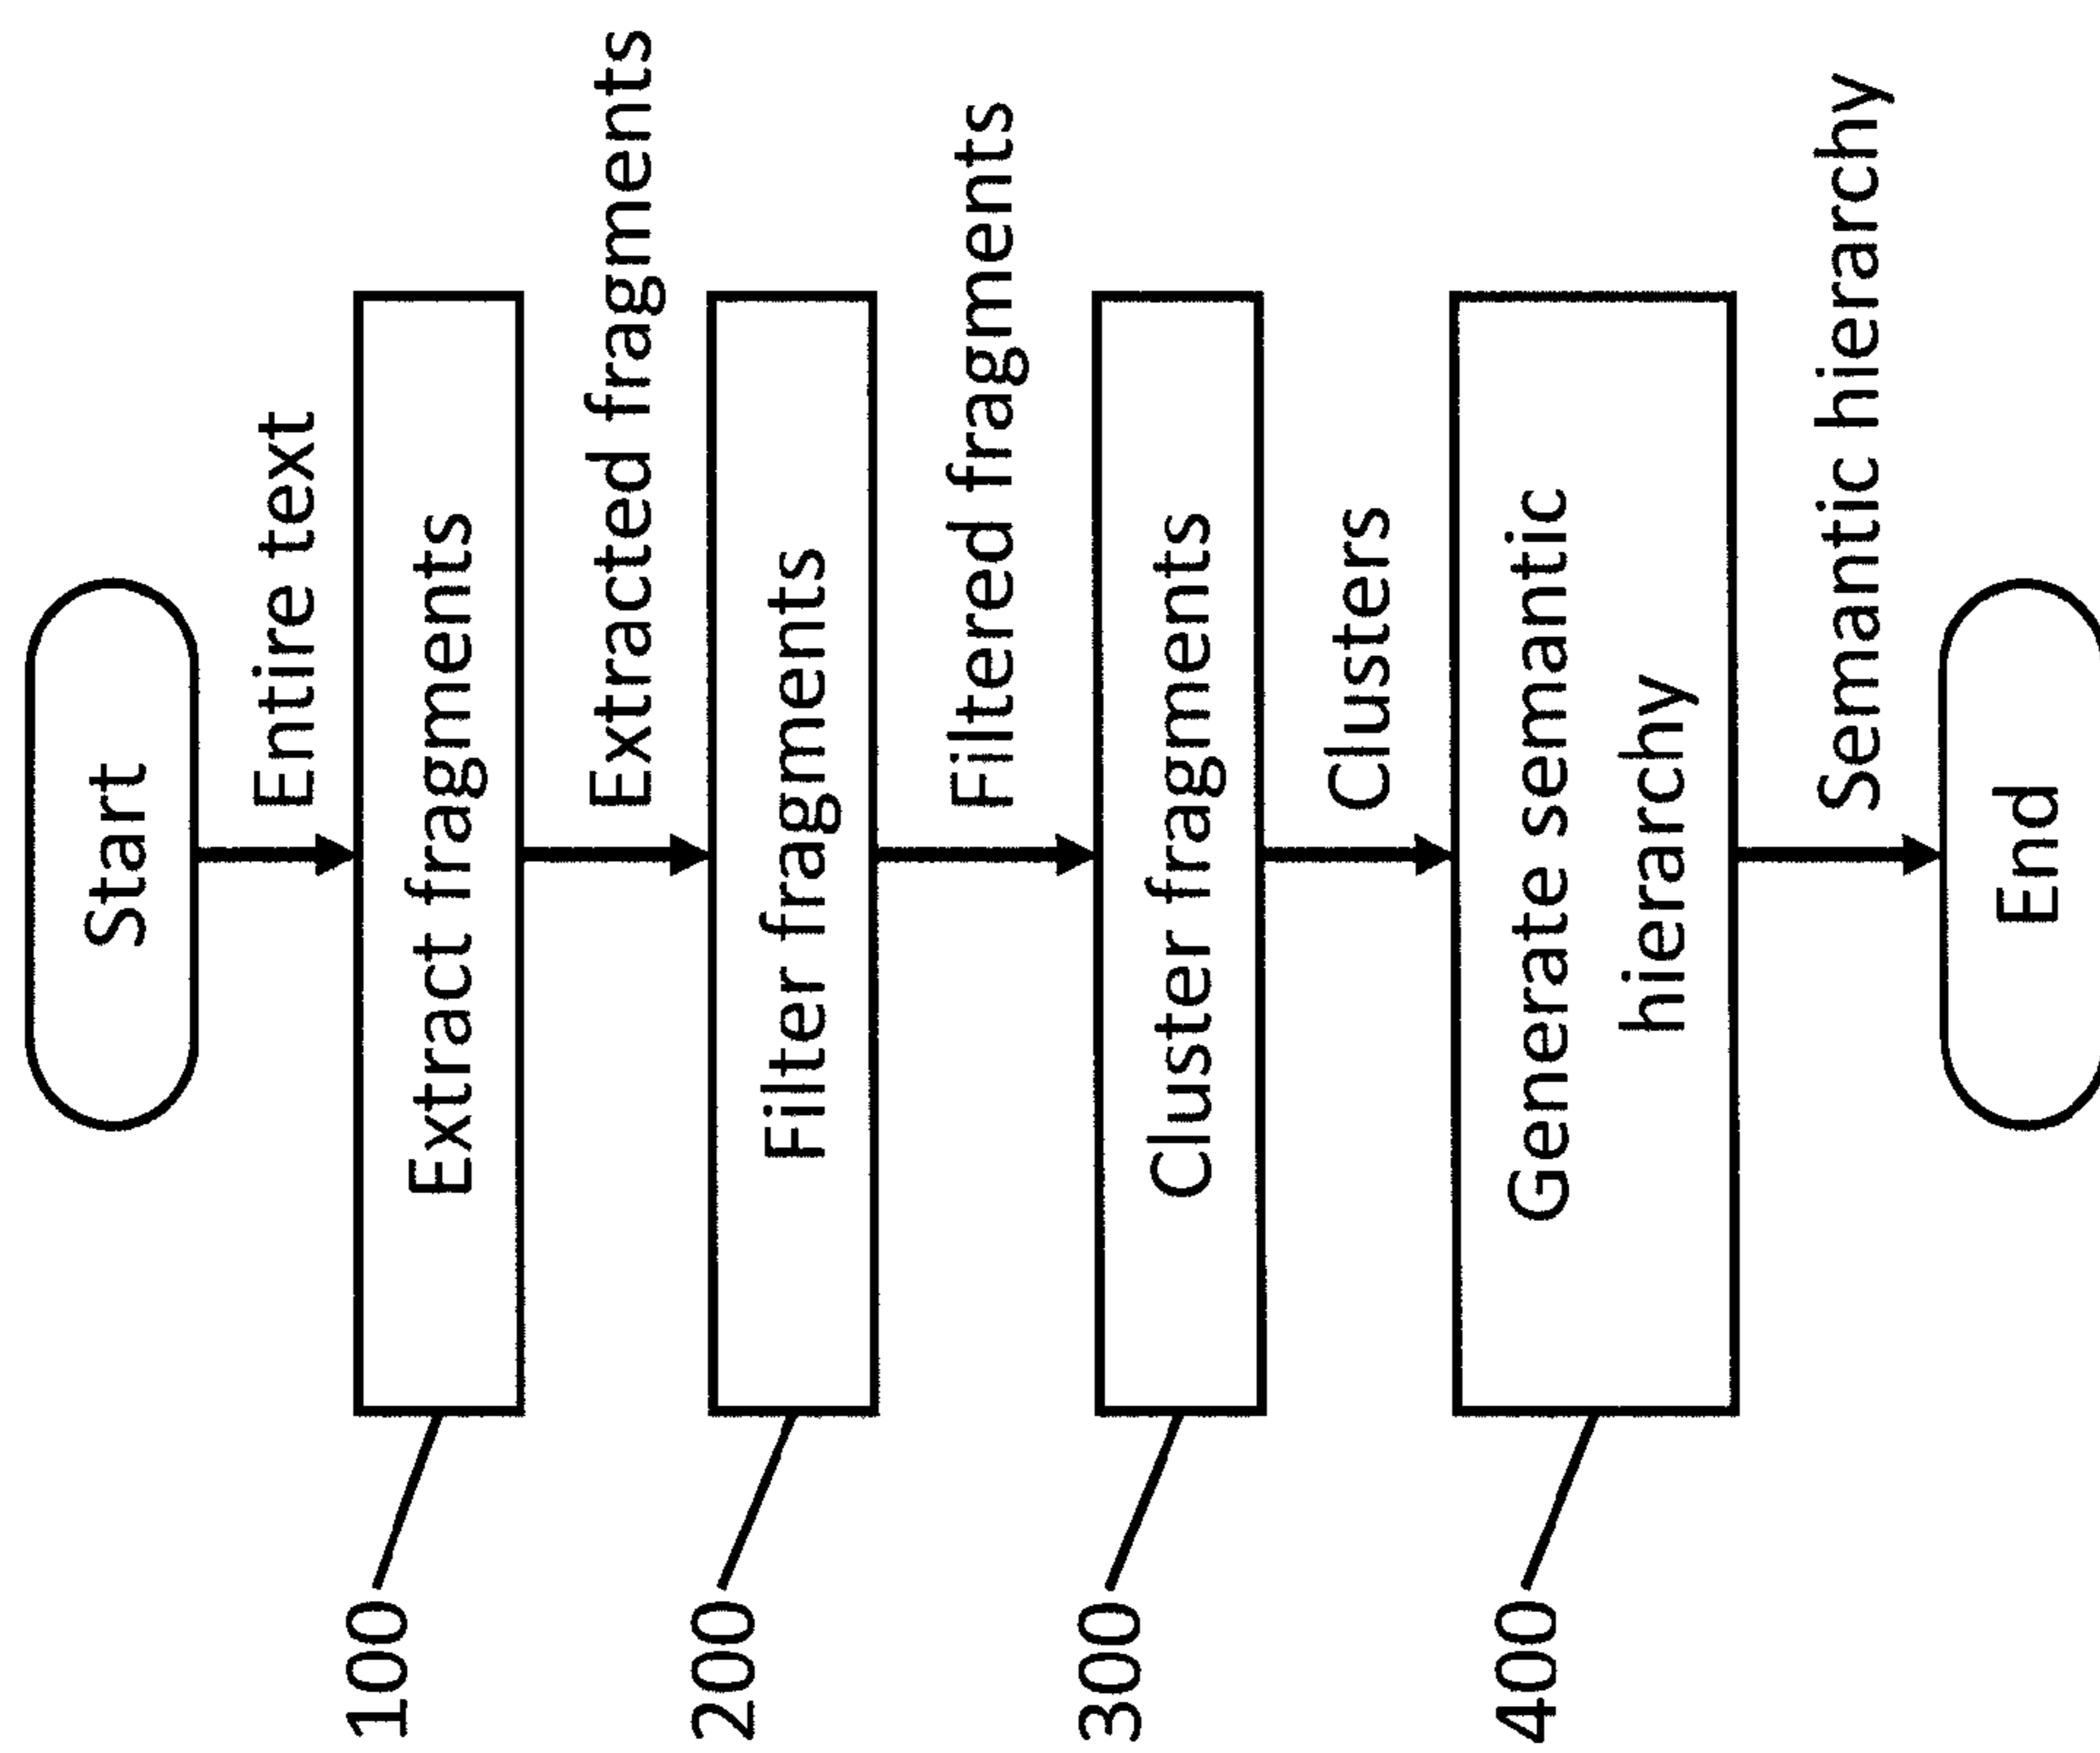 Start
Entire text
100
Extract fragments
Extracted fragments
200
Filter fragments
Filtered fragments
300
Cluster fragments
Clusters
400
Generate semantic
hierarchy
Semantic hierarchy
End